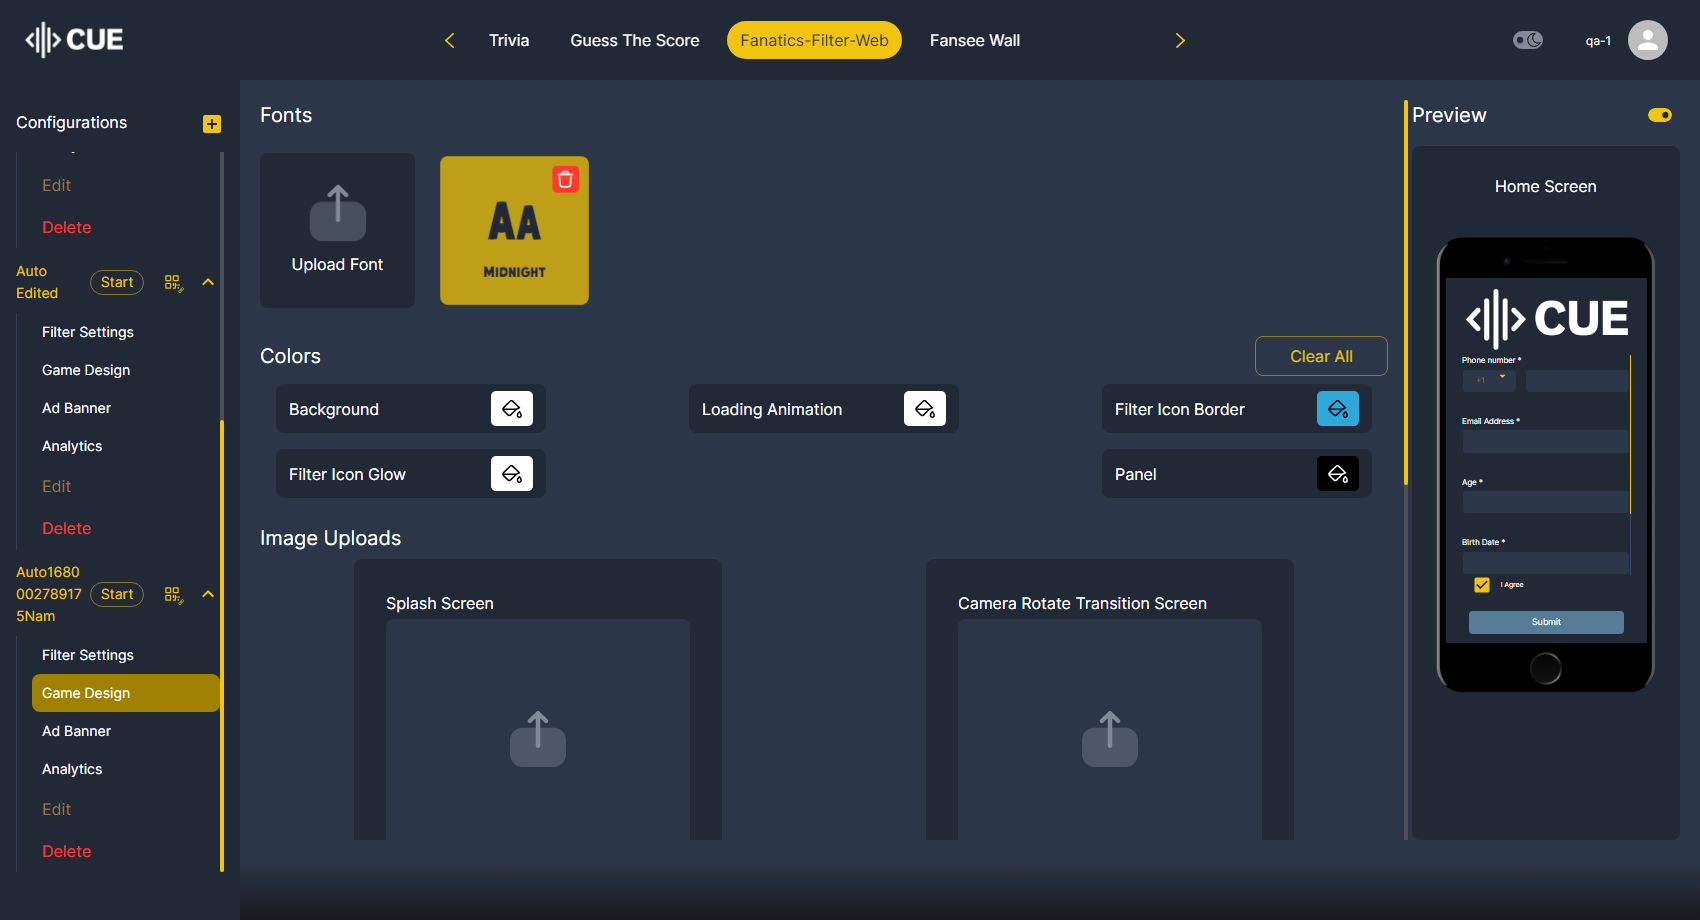 CUE
Trivia
Guess The Score
Fanatics-Filter-Web
Fansee Wall
qa-1
Configurations
Edit
Delete
Auto
Edited
Start
Filter Settings
Game Design
Ad Banner
Analytics
Edit
Delete
Auto1680
00278917
5Nam
Start
Filter Settings
Game Design
Ad Banner
Analytics
Edit
Delete
Fonts
Upload Font
AA
MIDNIGHT
Colors
Clear All
Background
Loading Animation
Filter Icon Border
Filter Icon Glow
Panel
Image Uploads
Splash Screen
Camera Rotate Transition Screen
Preview
Home Screen
CUE
Phone number *
+1
Email Address *
Age *
Birth Date *
I Agree
Submit